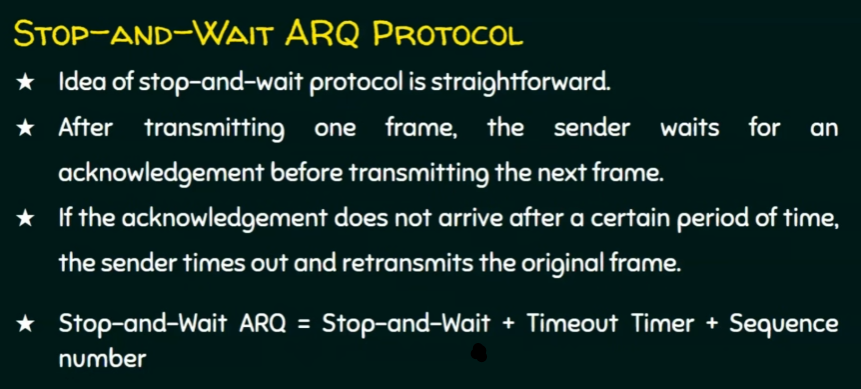 STOP-AND-WAIT ARQ PROTOCOL
★ Idea of stop-and-wait protocol is straightforward.
★ After transmitting one frame, the sender waits for an
acknowledgement before transmitting the next frame.
★ If the acknowledgement does not arrive after a certain period of time,
the sender times out and retransmits the original frame.
★ Stop-and-Wait ARQ = Stop-and-Wait + Timeout Timer + Sequence
number